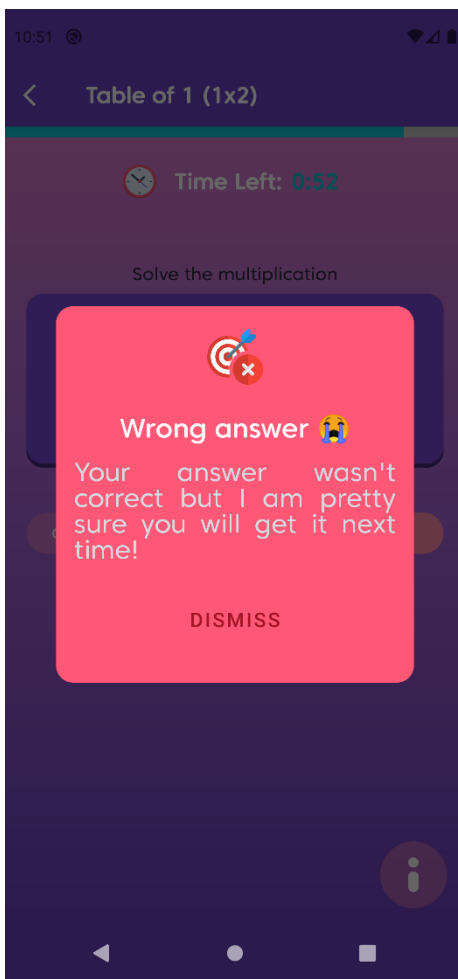 10:51
Table of 1 (1x2)
Time Left: 0:52
Solve the multiplication
Wrong answer 😭
Your answer wasn't
correct but I am pretty
sure you will get it next
time!
DISMISS